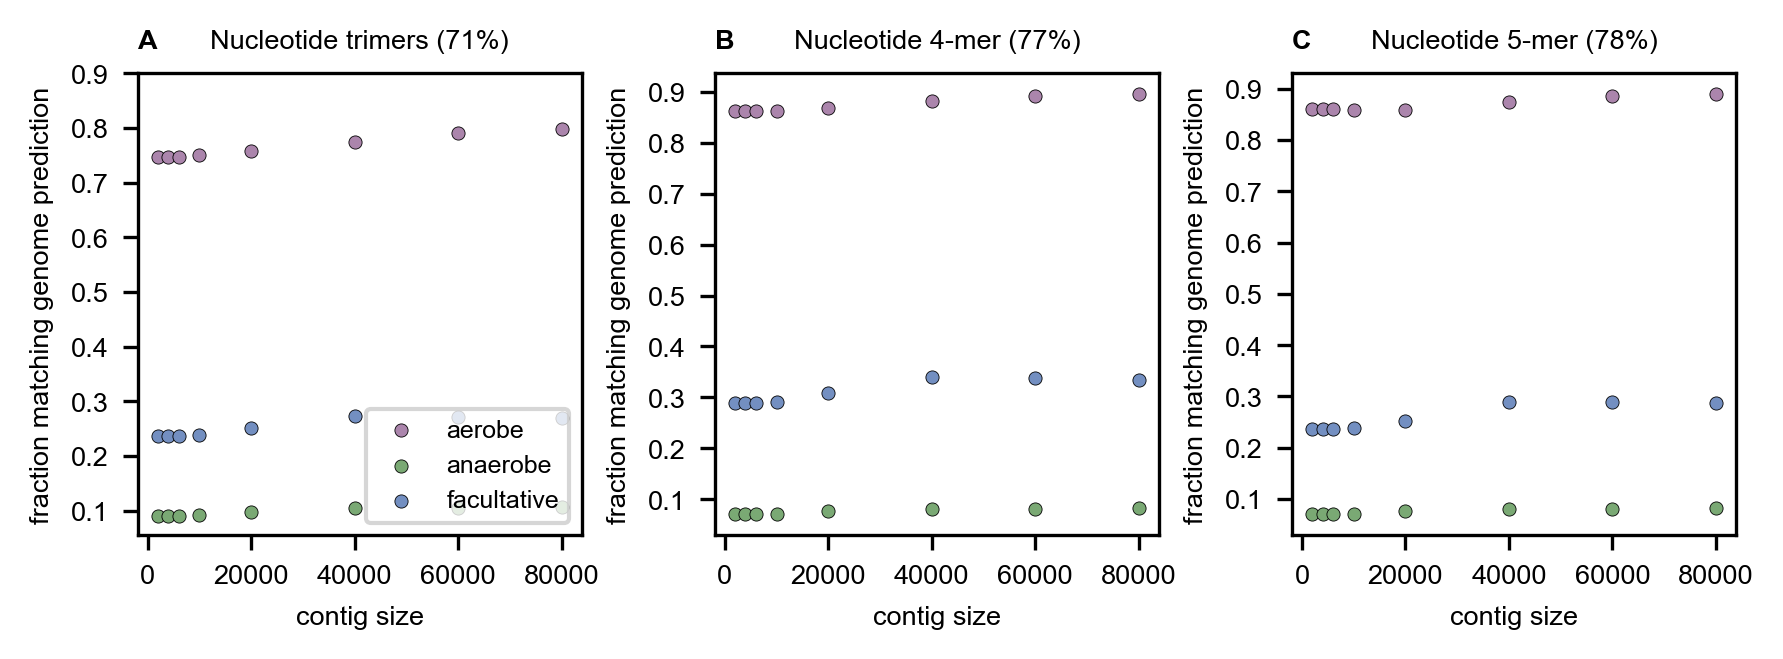 A Nucleotide trimers (71%)
fraction matching genome prediction
0.9
0.8
0.7
0.6
0.5
0.4
0.3
0.2
0.1
aerobe
anaerobe
facultative
0 20000 40000 60000 80000
contig size
B Nucleotide 4-mer (77%)
fraction matching genome prediction
0.9
0.8
0.7
0.6
0.5
0.4
0.3
0.2
0.1
0 20000 40000 60000 80000
contig size
C Nucleotide 5-mer (78%)
fraction matching genome prediction
0.9
0.8
0.7
0.6
0.5
0.4
0.3
0.2
0.1
0 20000 40000 60000 80000
contig size